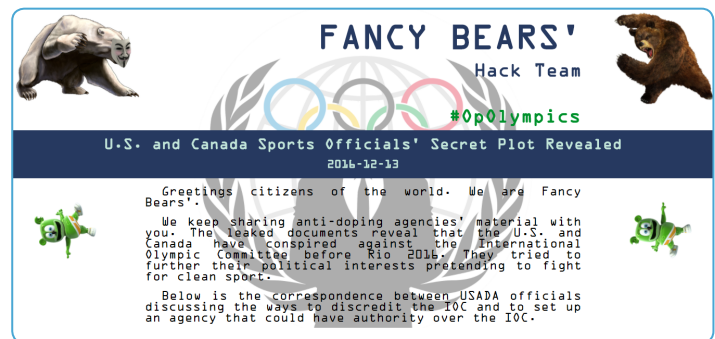 FANCY BEARS'
Hack Team
#OpOlympics
U.S. and Canada Sports Officials' Secret Plot Revealed
2016-12-13
Greetings citizens of the world. We are Fancy
Bears'.
We keep sharing anti-doping agencies' material with
you. The leaked documents reveal that the U.S. and
Canada have conspired against the International
Olympic Committee before Rio 2016. They tried to
further their political interests pretending to fight
for clean sport.
Below is the correspondence between USADA officials
discussing the ways to discredit the IOC and to set up
an agency that could have authority over the IOC.